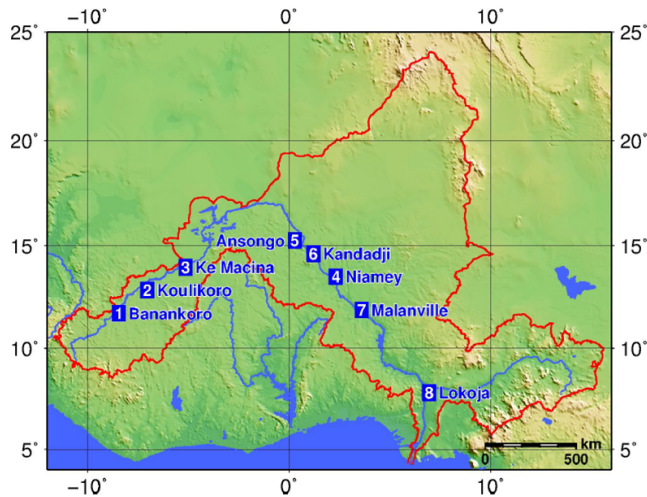 −10˚ 0˚ 10˚
25˚ 25˚
20˚ 20˚
15˚ 15˚
10˚ 10˚
5˚ 5˚
Ansongo 5
6 Kandadji
3 Ke Macina
4 Niamey
2 Koulikoro
1 Banankoro
7 Malanville
8 Lokoja
km
0 500
−10˚ 0˚ 10˚